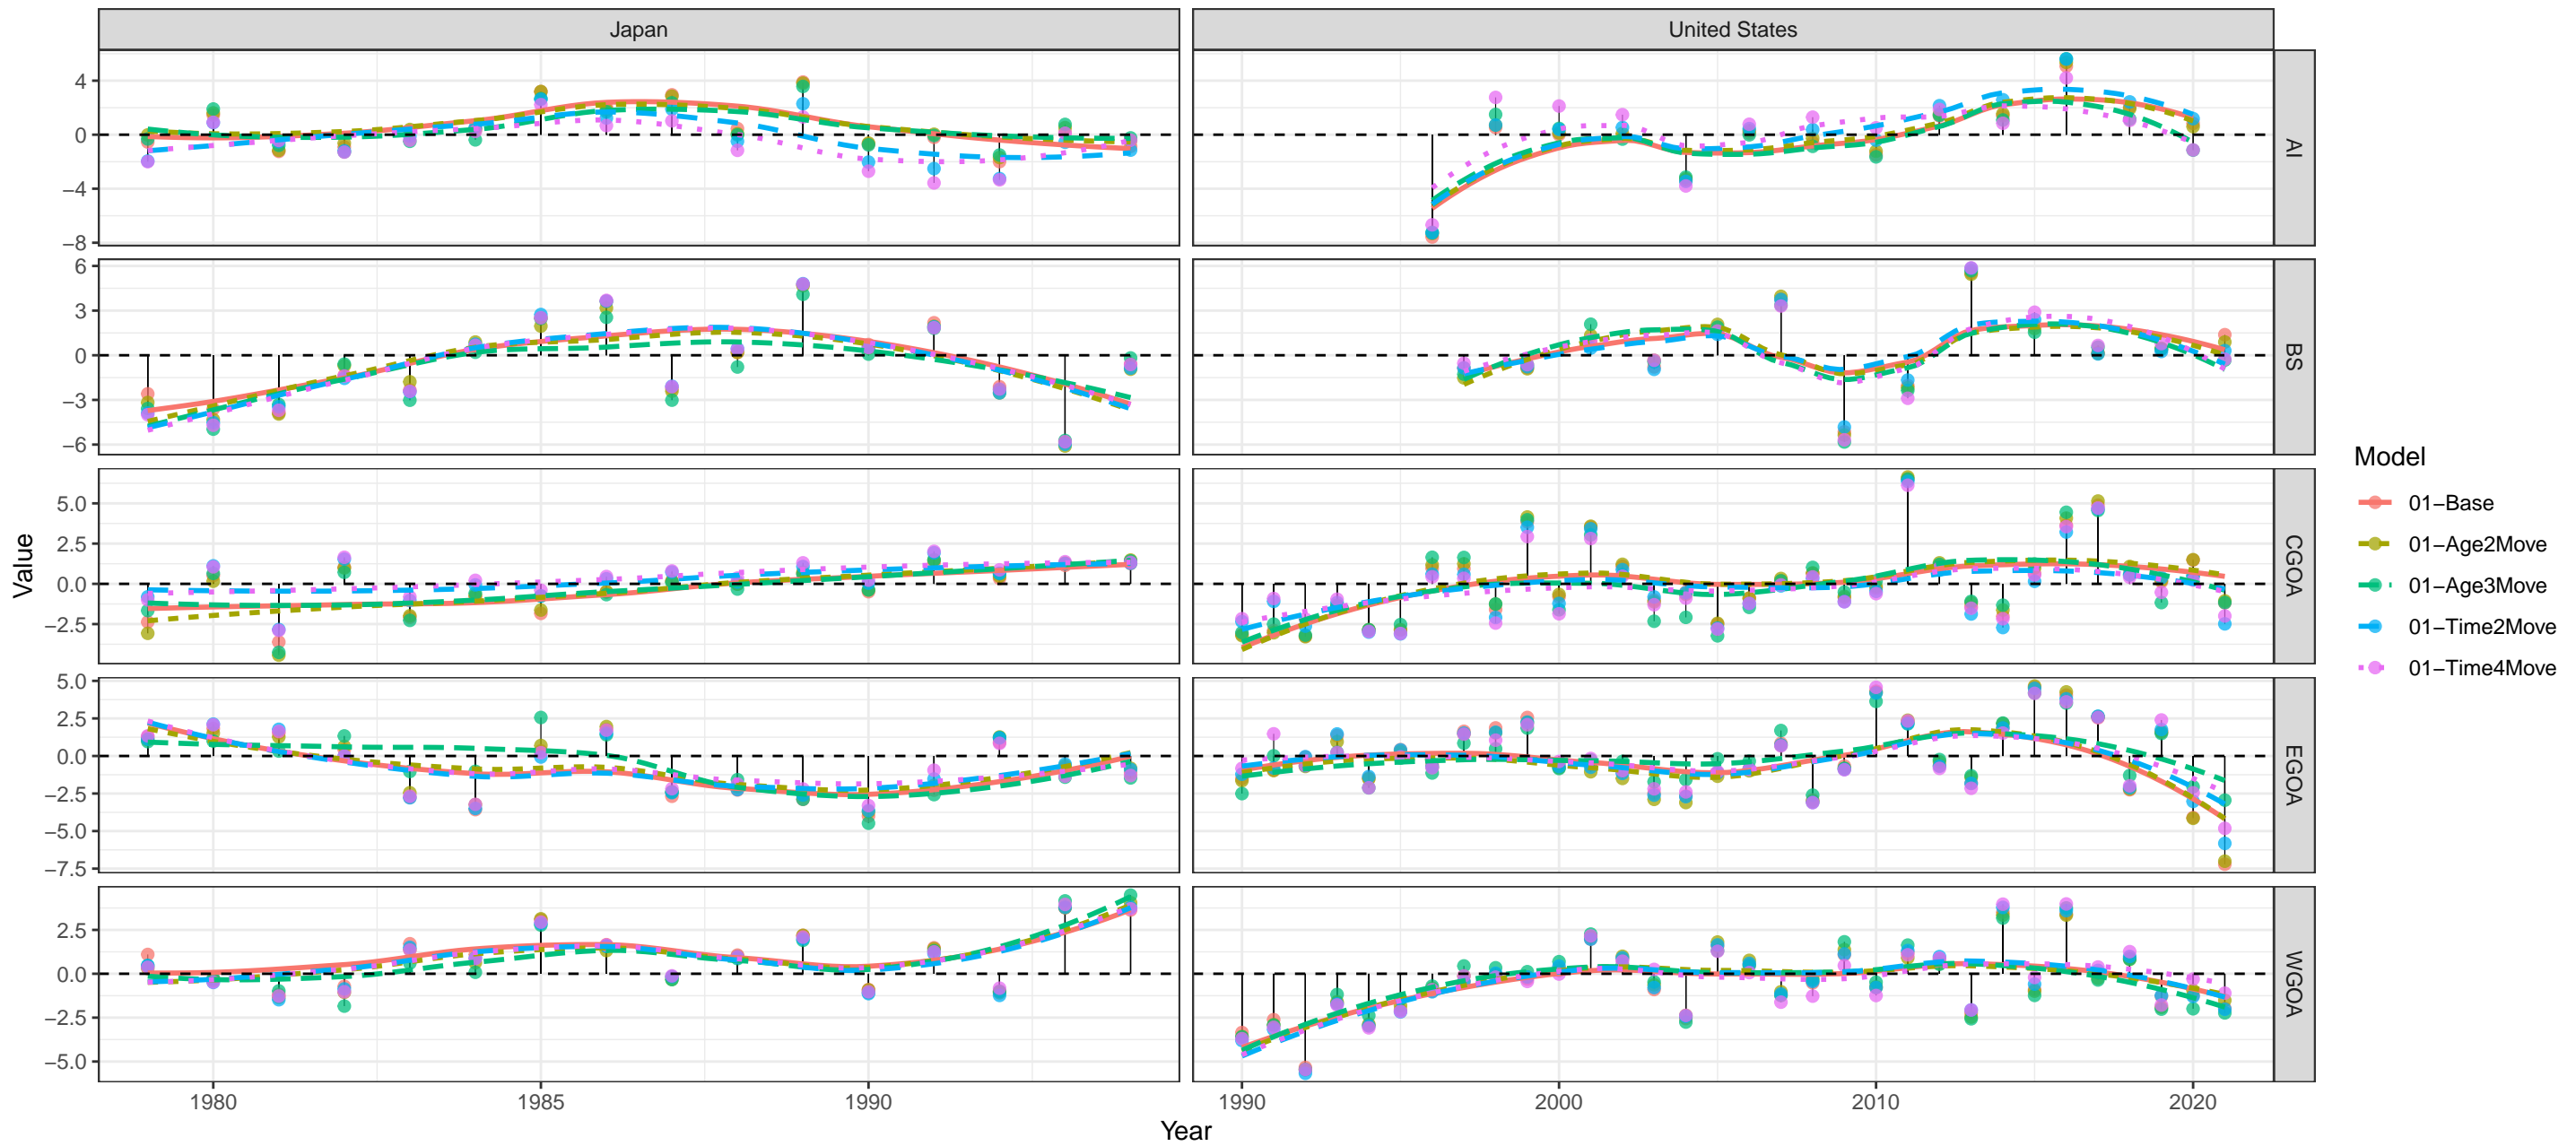 Japan
United States
4
0
−4
−8
AI
6
3
0
−3
−6
BS
5.0
2.5
0.0
−2.5
CGOA
5.0
2.5
0.0
−2.5
−5.0
−7.5
EGOA
2.5
0.0
−2.5
−5.0
WGOA
1980
1985
1990
1990
2000
2010
2020
Year
Value
Model
01−Base
01−Age2Move
01−Age3Move
01−Time2Move
01−Time4Move